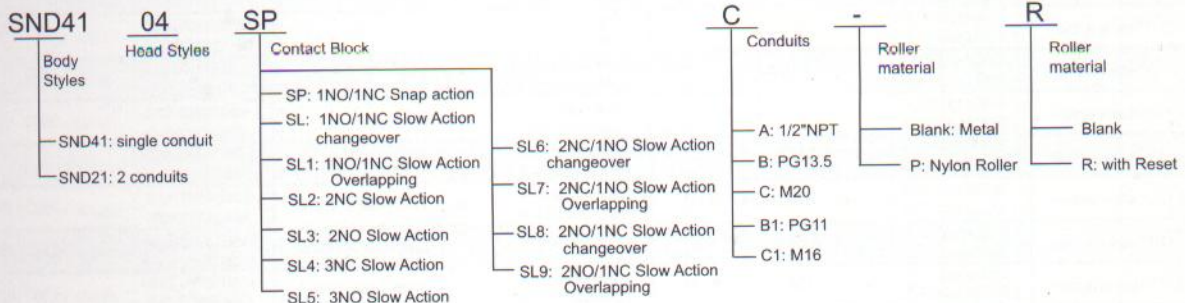 SND41 04 SP C - R
Body
Styles
Head Styles
Contact Block
Conduits
Roller
material
Roller
material
SND41: single conduit
SND21: 2 conduits
SP: 1NO/1NC Snap action
SL: 1NO/1NC Slow Action
changeover
SL1: 1NO/1NC Slow Action
Overlapping
SL2: 2NC Slow Action
SL3: 2NO Slow Action
SL4: 3NC Slow Action
SL5: 3NO Slow Action
SL6: 2NC/1NO Slow Action
changeover
SL7: 2NC/1NO Slow Action
Overlapping
SL8: 2NO/1NC Slow Action
changeover
SL9: 2NO/1NC Slow Action
Overlapping
A: 1/2"NPT
B: PG13.5
C: M20
B1: PG11
C1: M16
Blank: Metal
P: Nylon Roller
Blank
R: with Reset